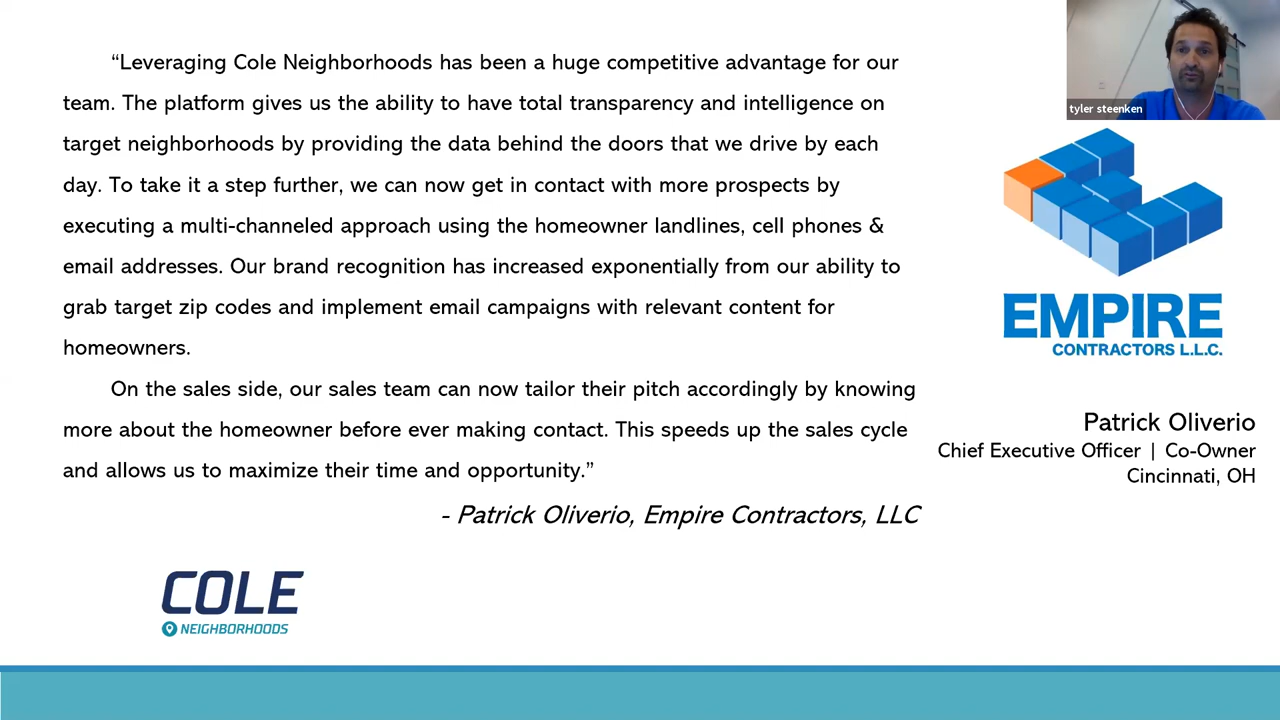 “Leveraging Cole Neighborhoods has been a huge competitive advantage for our
team. The platform gives us the ability to have total transparency and intelligence on
target neighborhoods by providing the data behind the doors that we drive by each
day. To take it a step further, we can now get in contact with more prospects by
executing a multi-channeled approach using the homeowner landlines, cell phones &
email addresses. Our brand recognition has increased exponentially from our ability to
grab target zip codes and implement email campaigns with relevant content for
homeowners.
On the sales side, our sales team can now tailor their pitch accordingly by knowing
more about the homeowner before ever making contact. This speeds up the sales cycle
and allows us to maximize their time and opportunity.”
- Patrick Oliverio, Empire Contractors, LLC
tyler steenken
EMPIRE
CONTRACTORS L.L.C.
Patrick Oliverio
Chief Executive Officer | Co-Owner
Cincinnati, OH
COLE
NEIGHBORHOODS